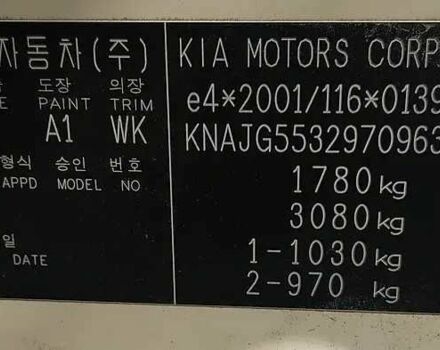 자동차(주)
도장 의장
PAINT TRIM
A1 WK
형식 승인 번호
APPD MODEL NO
일
DATE
KIA MOTORS CORP
e4*2001/116*0139
KNAJG5532970963
1780kg
3080kg
1-1030kg
2-970 kg